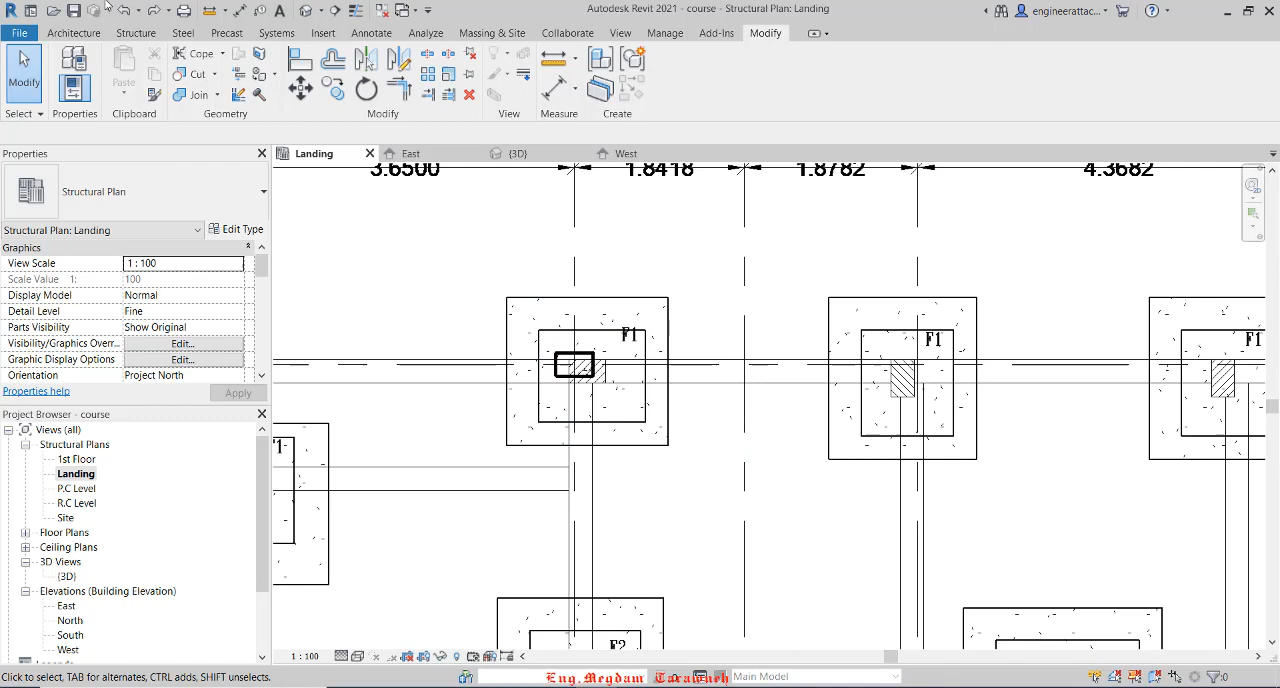 Autodesk Revit 2021 - course - Structural Plan: Landing
engineerattac...
File Architecture Structure Steel Precast Systems Insert Annotate Analyze Massing & Site Collaborate View Manage Add-Ins Modify
Modify
Paste
Cope
Cut
Join
Select Properties Clipboard Geometry Modify View Measure Create
Properties
Structural Plan
Structural Plan: Landing
Edit Type
Graphics
View Scale 1 : 100
Scale Value 1: 100
Display Model Normal
Detail Level Fine
Parts Visibility Show Original
Visibility/Graphics Overr... Edit...
Graphic Display Options Edit...
Orientation Project North
Properties help
Apply
Project Browser - course
Views (all)
Structural Plans
1st Floor
Landing
P.C Level
R.C Level
Site
Floor Plans
Ceiling Plans
3D Views
{3D}
Elevations (Building Elevation)
East
North
South
West
Landing
East
{3D}
West
3.6500 1.8418 1.8782 4.3682
F1
F1
F1
F2
1 : 100
Click to select, TAB for alternates, CTRL adds, SHIFT unselects.
Eng.Megdam Tarawneh
Main Model
:0